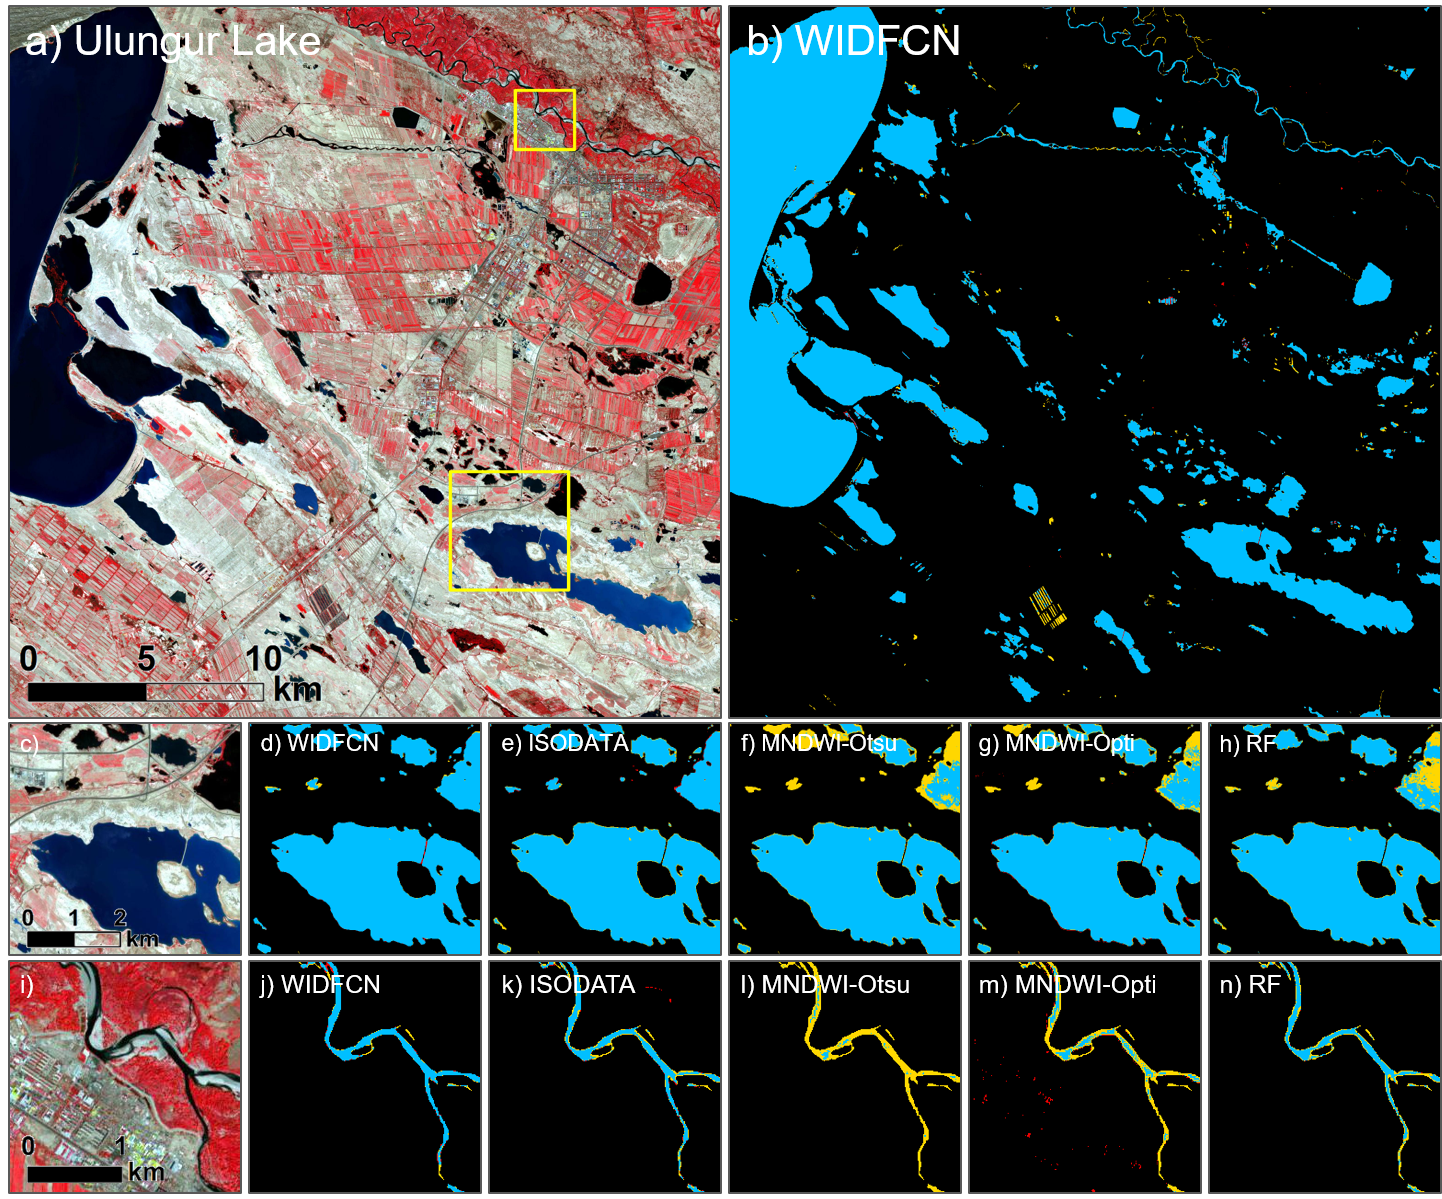 a) Ulungur Lake
b) WIDFCN
0 5 10
km
c)
d) WIDFCN
e) ISODATA
f) MNDWI-Otsu
g) MNDWI-Opti
h) RF
0 1 2
km
i)
j) WIDFCN
k) ISODATA
l) MNDWI-Otsu
m) MNDWI-Opti
n) RF
0 1
km